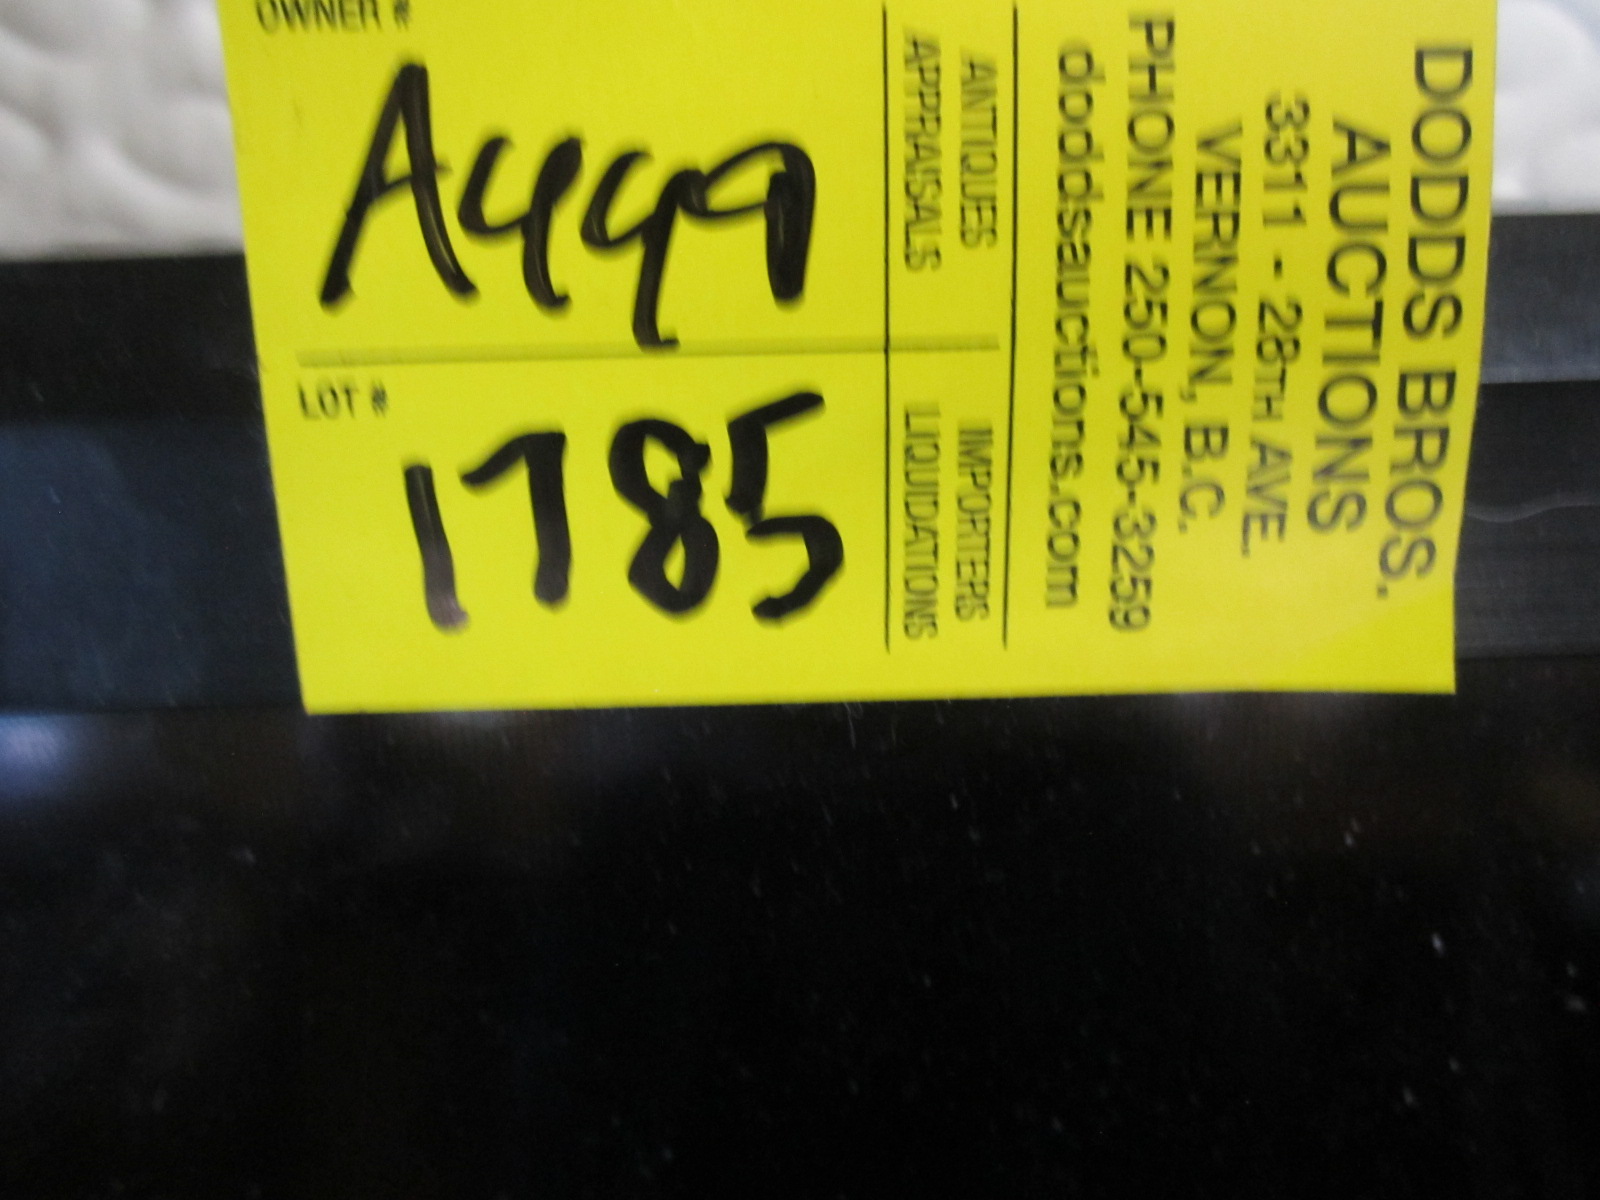 OWNER #
A449
LOT #
1785
ANTIQUES
APPRAISALS
IMPORTERS
LIQUIDATIONS
DODDS BROS.
AUCTIONS
3311 - 28TH AVE.
VERNON, B.C.
PHONE 250-545-3259
doddsauctions.com